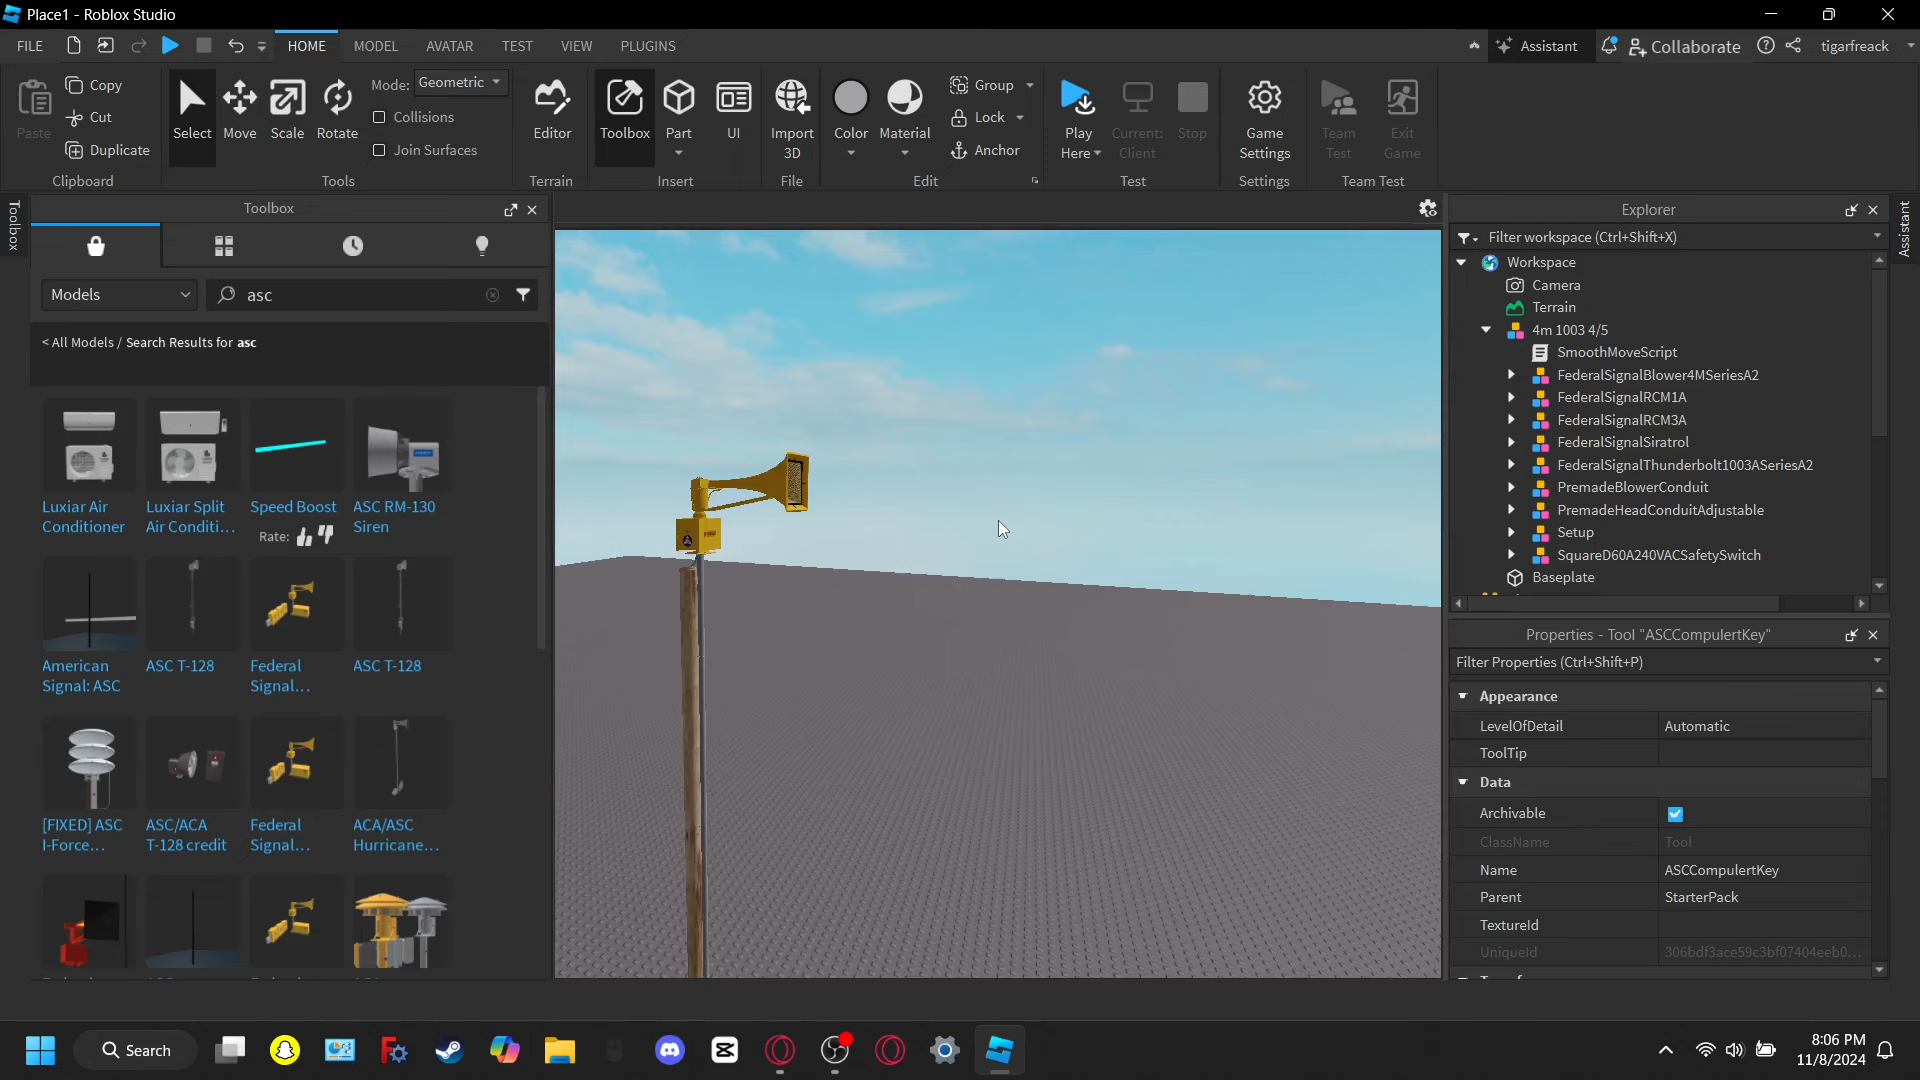 Place1 - Roblox Studio
FILE
HOME
MODEL
AVATAR
TEST
VIEW
PLUGINS
Assistant
Collaborate
tigarfreack
Paste
Copy
Cut
Duplicate
Clipboard
Select
Move
Scale
Rotate
Mode:
Geometric
Collisions
Join Surfaces
Tools
Editor
Terrain
Toolbox
Part
UI
Insert
Import
3D
File
Color
Material
Group
Lock
Anchor
Edit
Play
Here
Current:
Client
Stop
Test
Game
Settings
Settings
Team
Test
Exit
Game
Team Test
Toolbox
Toolbox
Models
asc
< All Models / Search Results for asc
Luxiar Air
Conditioner
Luxiar Split
Air Conditi...
Speed Boost
Rate:
ASC RM-130
Siren
American
Signal: ASC
ASC T-128
Federal
Signal...
ASC T-128
[FIXED] ASC
I-Force...
ASC/ACA
T-128 credit
Federal
Signal...
ACA/ASC
Hurricane...
Explorer
Assistant
Filter workspace (Ctrl+Shift+X)
Workspace
Camera
Terrain
4m 1003 4/5
SmoothMoveScript
FederalSignalBlower4MSeriesA2
FederalSignalRCM1A
FederalSignalRCM3A
FederalSignalSiratrol
FederalSignalThunderbolt1003ASeriesA2
PremadeBlowerConduit
PremadeHeadConduitAdjustable
Setup
SquareD60A240VACSafetySwitch
Baseplate
Properties - Tool "ASCCompulertKey"
Filter Properties (Ctrl+Shift+P)
Appearance
LevelOfDetail
Automatic
ToolTip
Data
Archivable
ClassName
Tool
Name
ASCCompulertKey
Parent
StarterPack
TextureId
UniqueId
306bdf3ace59c3bf07404eeb0...
Search
8:06 PM
11/8/2024